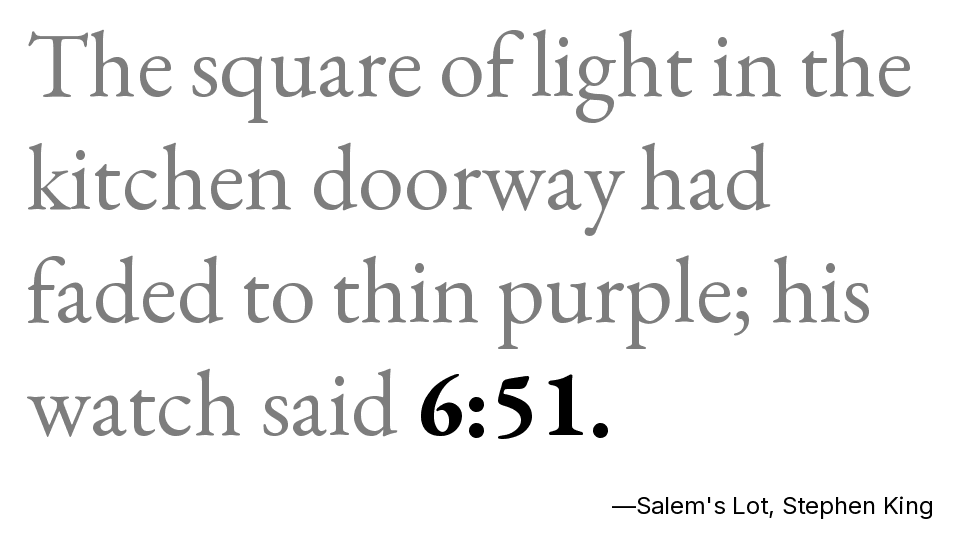 The square of light in the
kitchen doorway had
faded to thin purple; his
watch said 6:51.
—Salem's Lot, Stephen King